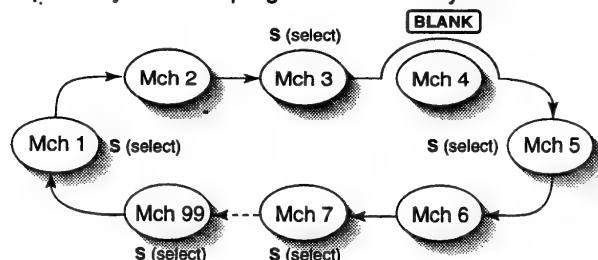 S (select)
BLANK
Mch 2
Mch 3
Mch 4
Mch 1
S (select)
S (select)
Mch 5
Mch 99
Mch 7
Mch 6
S (select)
S (select)